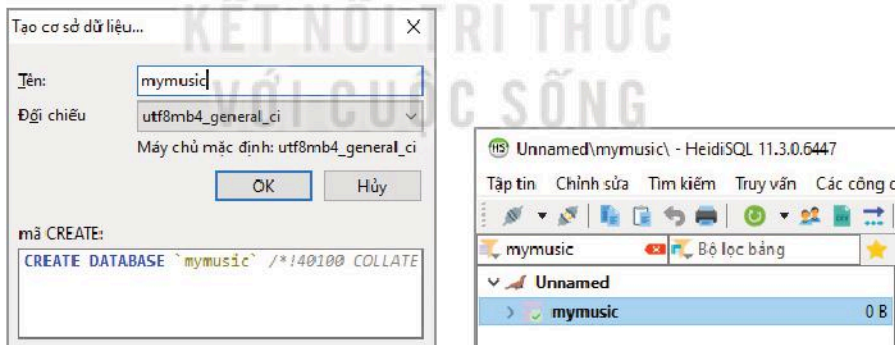 KẾT NỐI TRI THỨC
VỚI CUỘC SỐNG
Tạo cơ sở dữ liệu...
Tên:
mymusic
Đối chiếu
utf8mb4_general_ci
Máy chủ mặc định: utf8mb4_general_ci
OK
Hủy
mã CREATE:
CREATE DATABASE `mymusic` /*!40100 COLLATE
Unnamed\mymusic\ - HeidiSQL 11.3.0.6447
Tập tin Chỉnh sửa Tìm kiếm Truy vấn Các công c
mymusic Bộ lọc bảng
Unnamed
mymusic 0 B